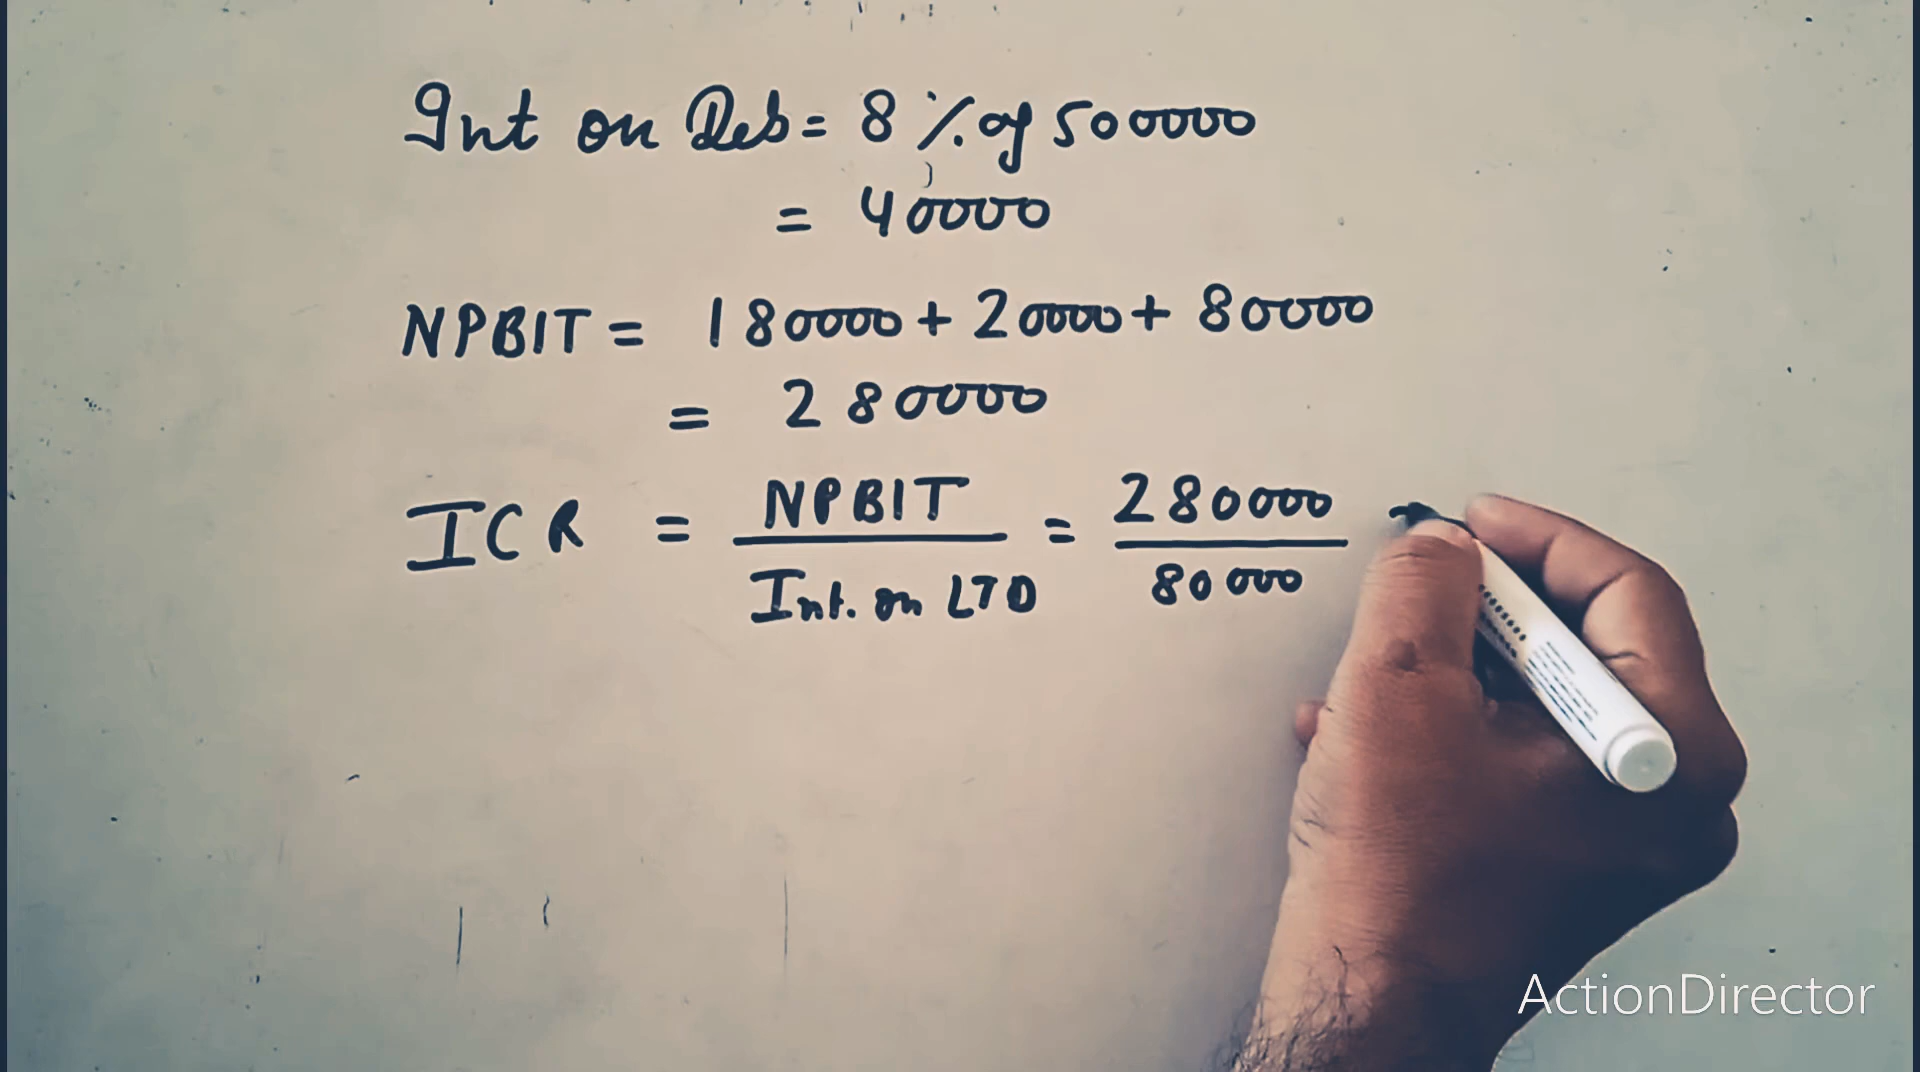 Int on Deb = 8 % of 500000
= 40000
NPBIT = 180000 + 20000 + 80000
= 280000
ICR = NPBIT / Int. on LTD = 280000 / 80000
ActionDirector